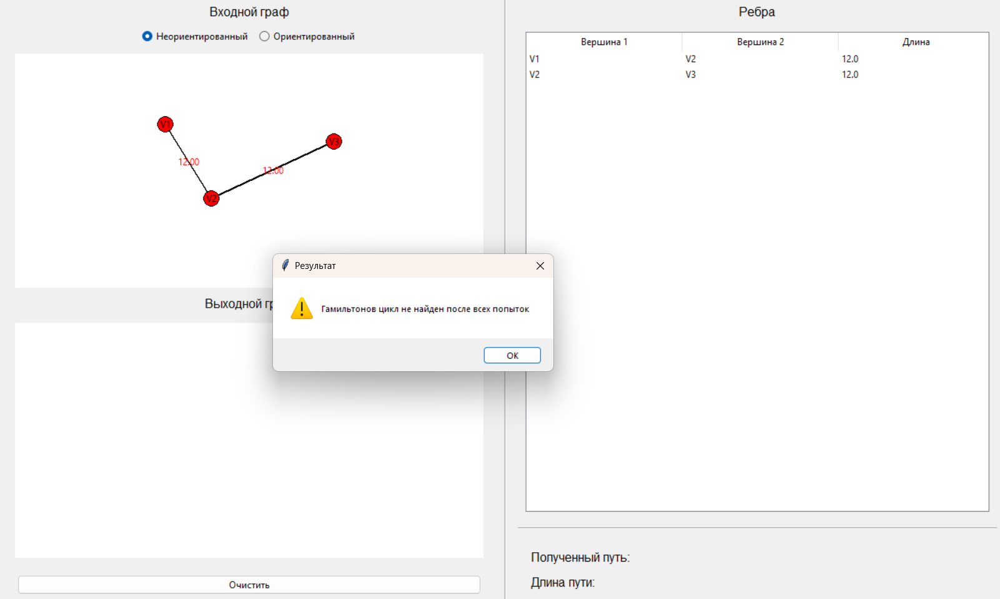 Входной граф
Неориентированный Ориентированный
V1
V3
12.00
12.00
V2
Выходной гр
Очистить
Ребра
Вершина 1 Вершина 2 Длина
V1 V2 12.0
V2 V3 12.0
Результат
Гамильтонов цикл не найден после всех попыток
OK
Полученный путь:
Длина пути: